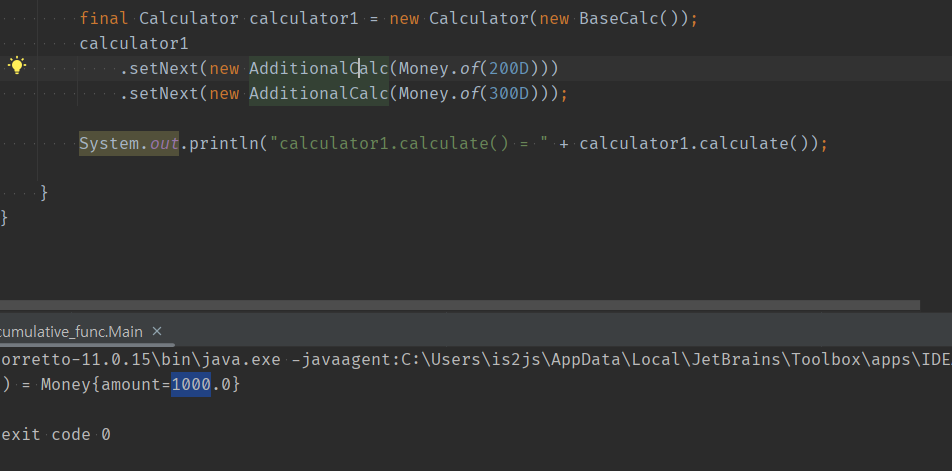 final Calculator calculator1 = new Calculator(new BaseCalc());
calculator1
.setNext(new AdditionalCalc(Money.of(200D)))
.setNext(new AdditionalCalc(Money.of(300D)));
System.out.println("calculator1.calculate() = " + calculator1.calculate());
}
}
cumulative_func.Main ×
orretto-11.0.15\bin\java.exe -javaagent:C:\Users\is2js\AppData\Local\JetBrains\Toolbox\apps\IDE
) = Money{amount=1000.0}
exit code 0